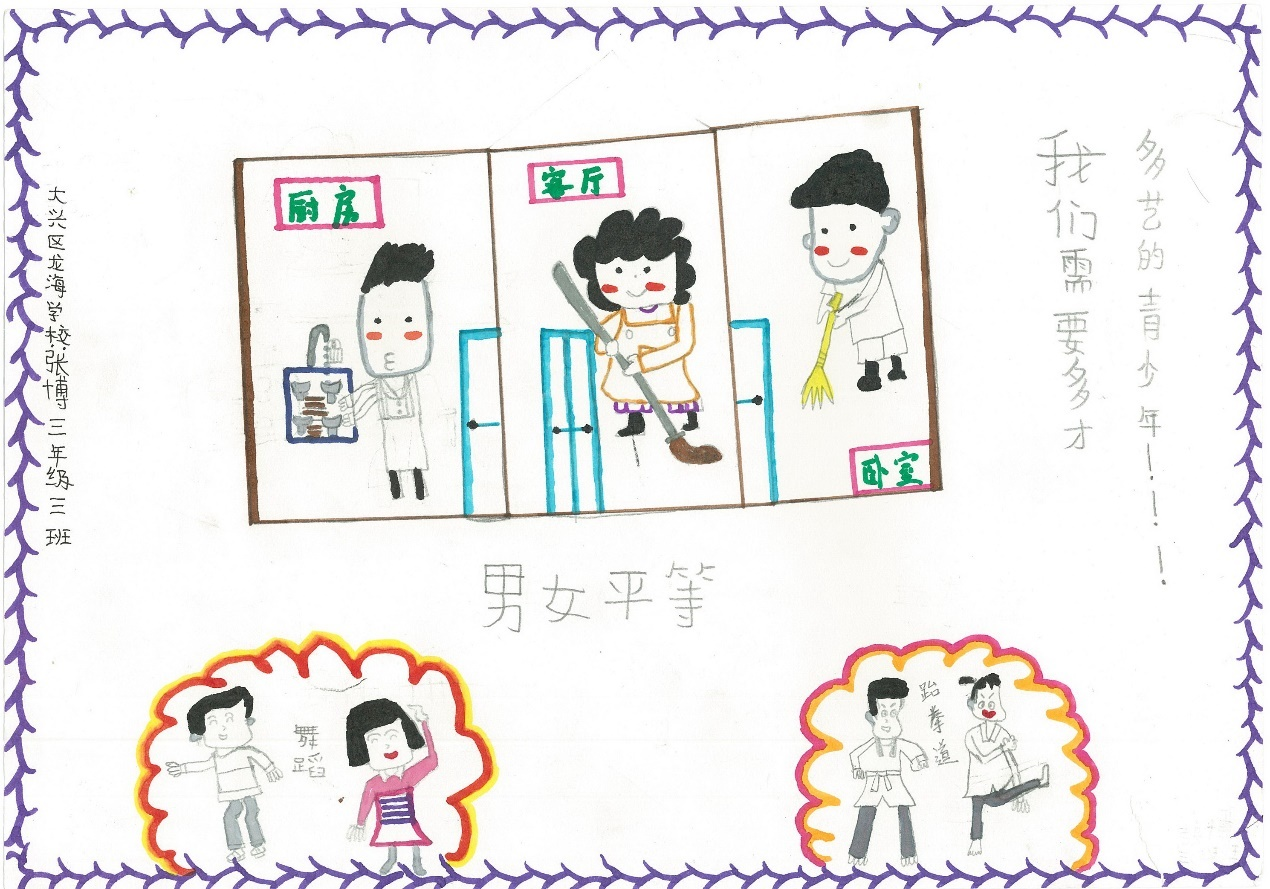 我们需要多才
多艺的青少年！！！
厨房
客厅
卧室
大兴区龙海学校张博三年级三班
男女平等
舞蹈
跆拳道